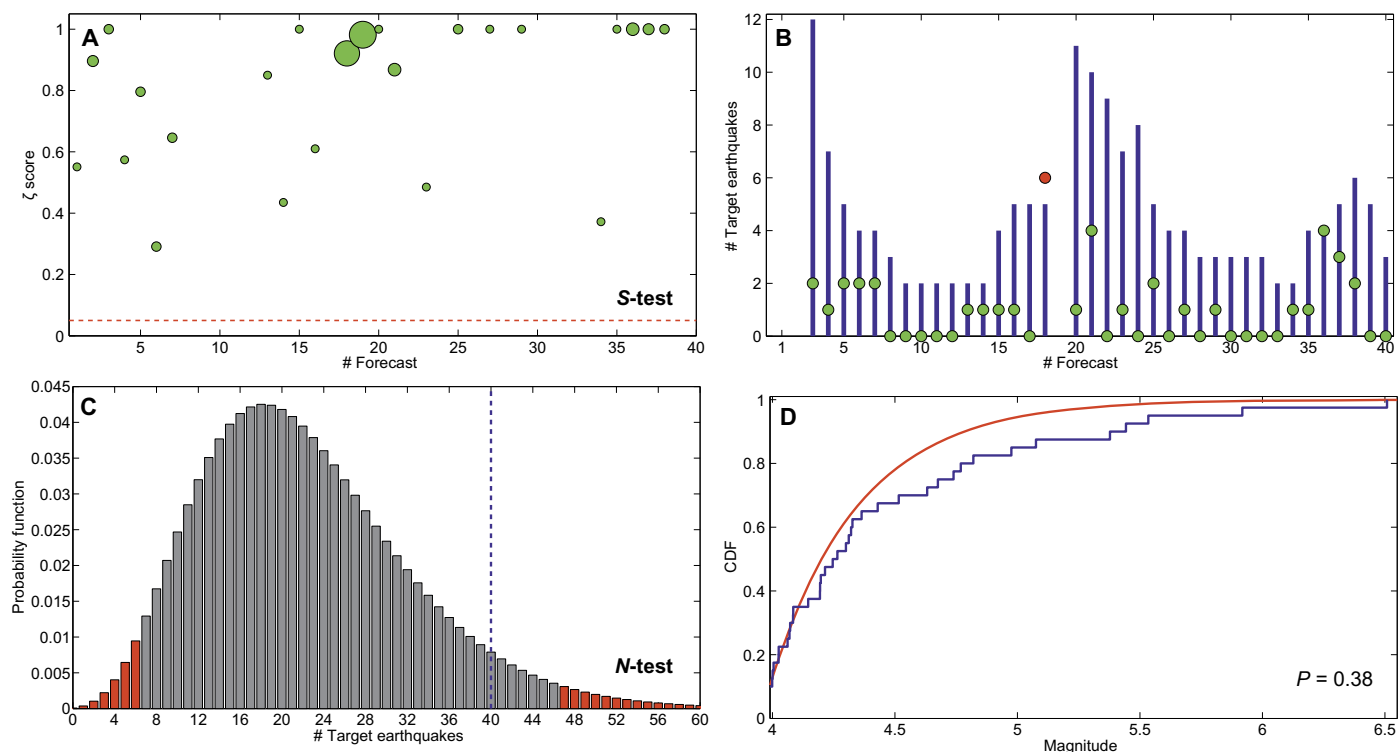 A
1
0.8
0.6
0.4
0.2
0
ζ score
S-test
5 10 15 20 25 30 35 40
# Forecast
B
12
10
8
6
4
2
0
# Target earthquakes
1 5 10 15 20 25 30 35 40
# Forecast
C
0.045
0.04
0.035
0.03
0.025
0.02
0.015
0.01
0.005
0
Probability function
N-test
0 4 8 12 16 20 24 28 32 36 40 44 48 52 56 60
# Target earthquakes
D
1
0.8
0.6
0.4
0.2
0
CDF
P = 0.38
4 4.5 5 5.5 6 6.5
Magnitude